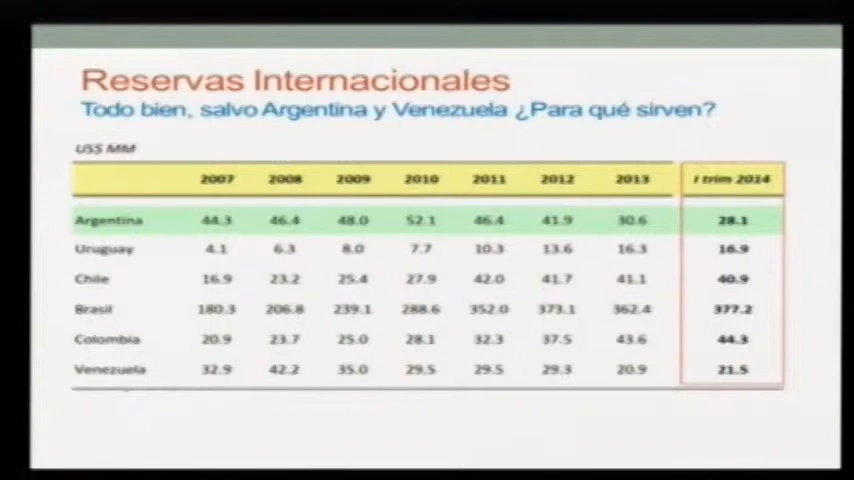 Reservas Internacionales
Todo bien, salvo Argentina y Venezuela ¿Para qué sirven?
US$ MM
2007 2008 2009 2010 2011 2012 2013 I trim 2014
Argentina 44.3 46.4 48.0 52.1 46.4 41.9 30.6 28.1
Uruguay 4.1 6.3 8.0 7.7 10.3 13.6 16.3 16.9
Chile 16.9 23.2 25.4 27.9 42.0 41.7 41.1 40.9
Brasil 180.3 206.8 239.1 288.6 352.0 373.1 362.4 377.2
Colombia 20.9 23.7 25.0 28.1 32.3 37.5 43.6 44.3
Venezuela 32.9 42.2 35.0 29.5 29.5 29.3 20.9 21.5